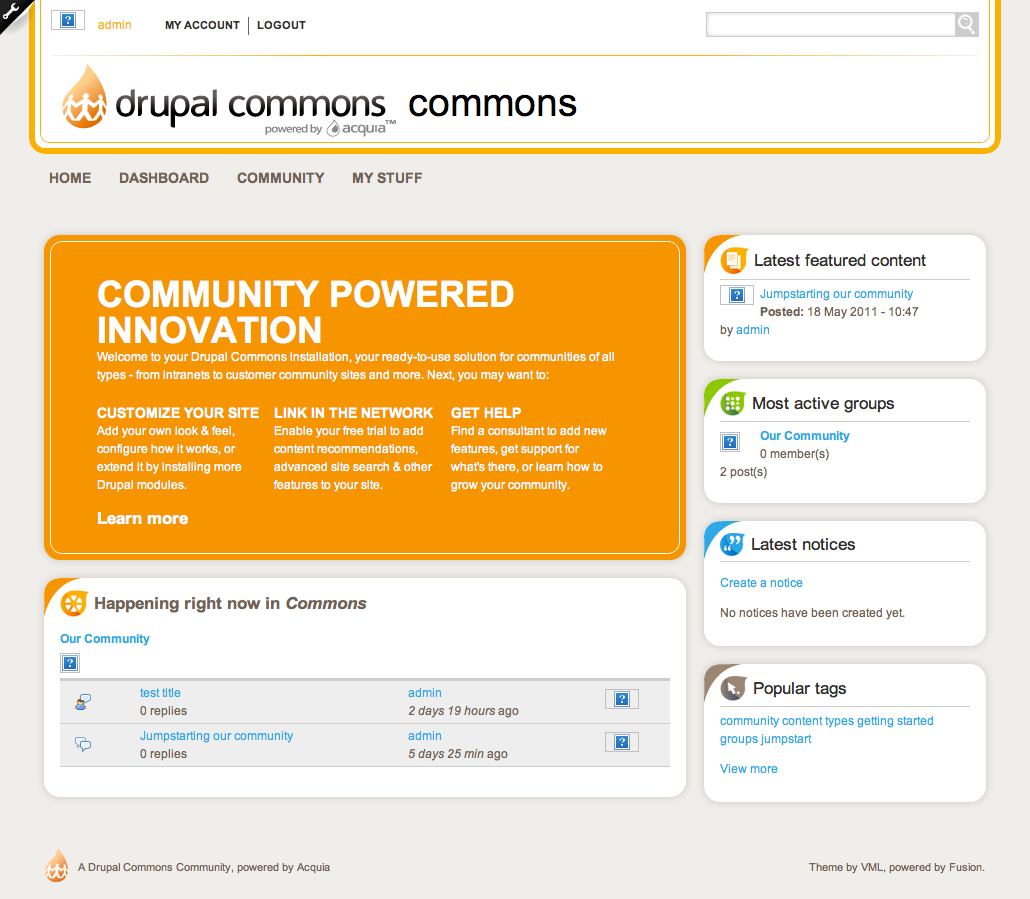 admin MY ACCOUNT LOGOUT
drupal commons commons
powered by acquia™
HOME DASHBOARD COMMUNITY MY STUFF
COMMUNITY POWERED
INNOVATION
Welcome to your Drupal Commons installation, your ready-to-use solution for communities of all
types - from intranets to customer community sites and more. Next, you may want to:
CUSTOMIZE YOUR SITE
Add your own look & feel,
configure how it works, or
extend it by installing more
Drupal modules.
LINK IN THE NETWORK
Enable your free trial to add
content recommendations,
advanced site search & other
features to your site.
GET HELP
Find a consultant to add new
features, get support for
what's there, or learn how to
grow your community.
Learn more
Happening right now in Commons
Our Community
test title admin
0 replies 2 days 19 hours ago
Jumpstarting our community admin
0 replies 5 days 25 min ago
Latest featured content
Jumpstarting our community
Posted: 18 May 2011 - 10:47
by admin
Most active groups
Our Community
0 member(s)
2 post(s)
Latest notices
Create a notice
No notices have been created yet.
Popular tags
community content types getting started
groups jumpstart
View more
A Drupal Commons Community, powered by Acquia
Theme by VML, powered by Fusion.